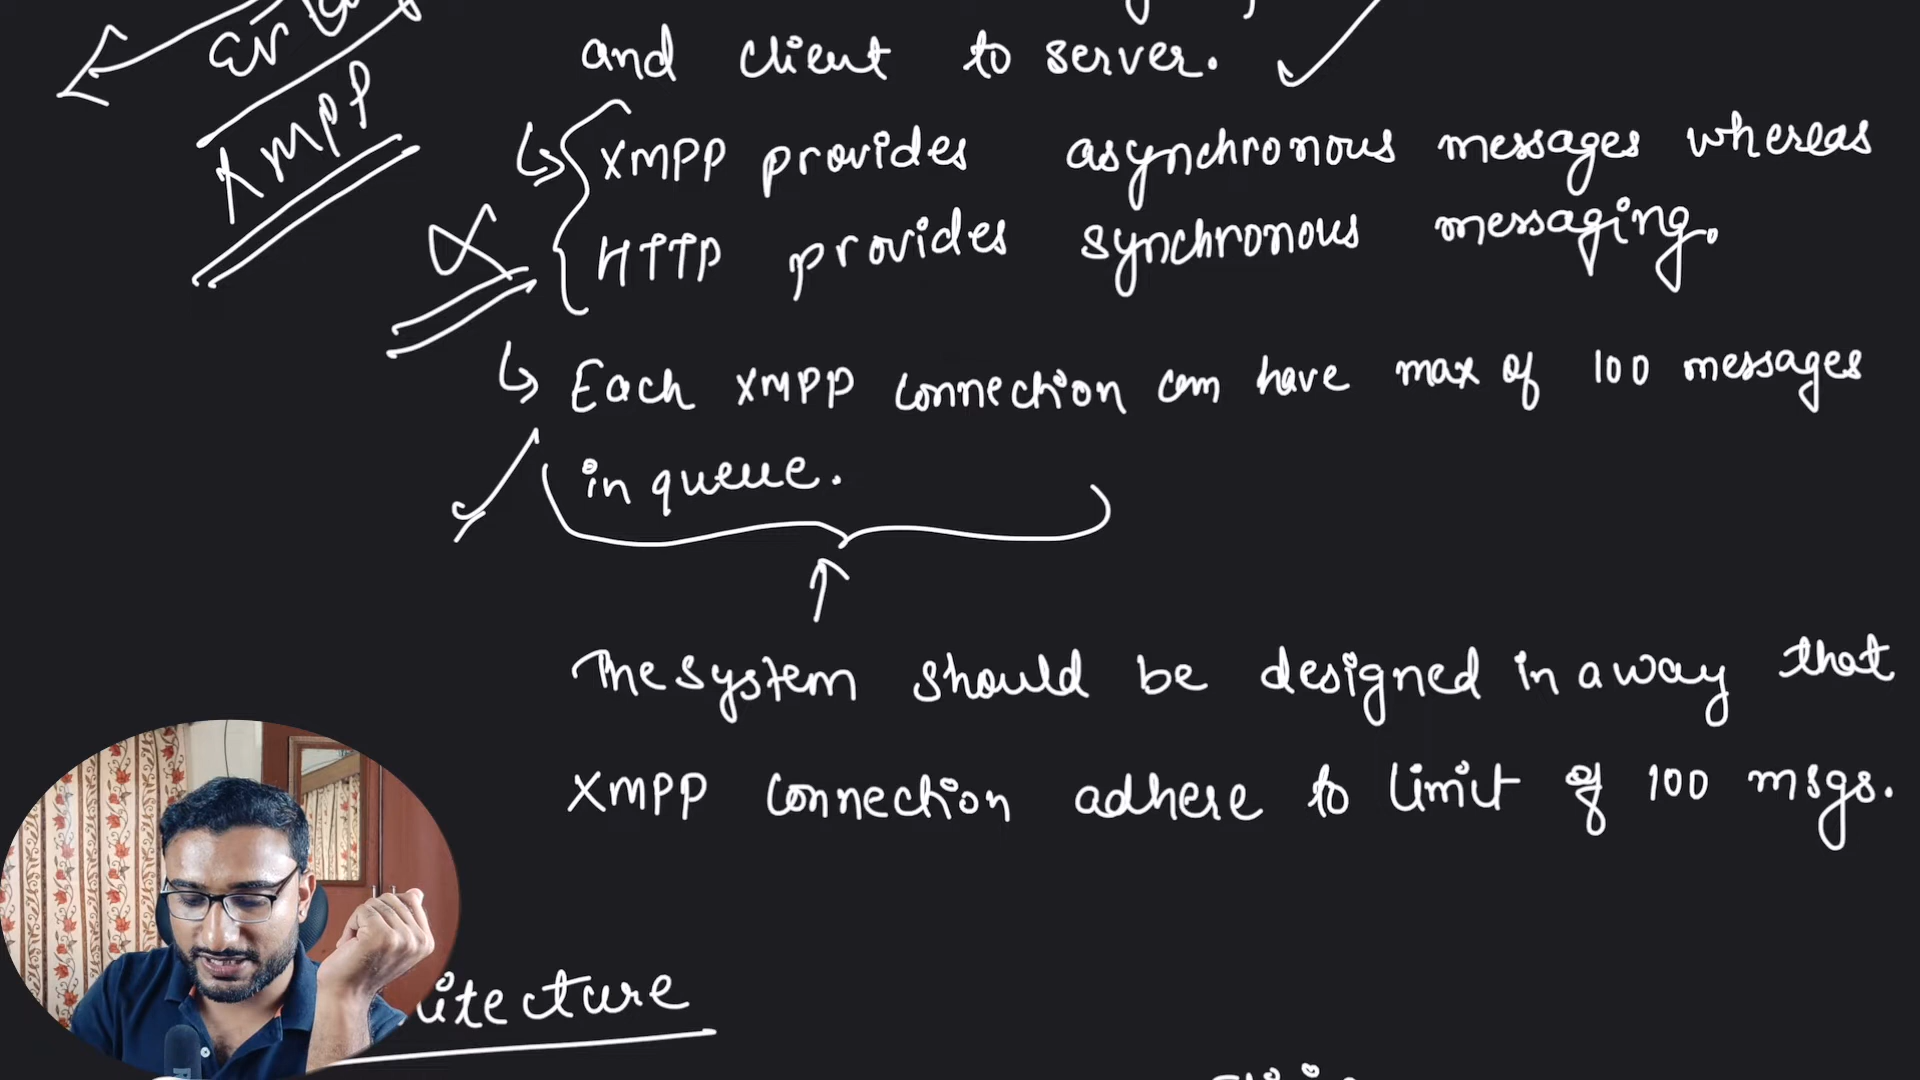 and client to server.
XMPP
XMPP provides asynchronous messages whereas
HTTP provides synchronous messaging.
Each XMPP connection can have max of 100 messages
in queue.
The system should be designed in a way that
XMPP connection adhere to limit of 100 msgs.
itecture